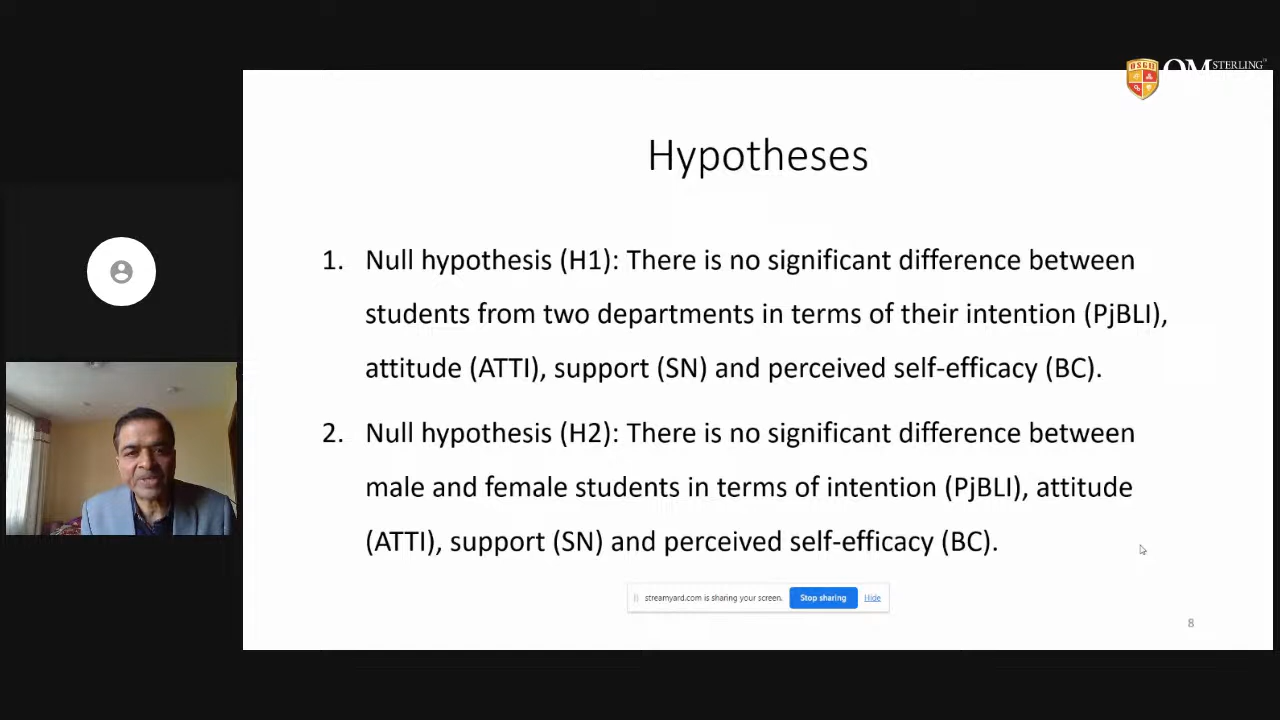 OSGU
OM STERLING™
Hypotheses
1. Null hypothesis (H1): There is no significant difference between
students from two departments in terms of their intention (PjBLI),
attitude (ATTI), support (SN) and perceived self-efficacy (BC).
2. Null hypothesis (H2): There is no significant difference between
male and female students in terms of intention (PjBLI), attitude
(ATTI), support (SN) and perceived self-efficacy (BC).
streamyard.com is sharing your screen. Stop sharing Hide
8